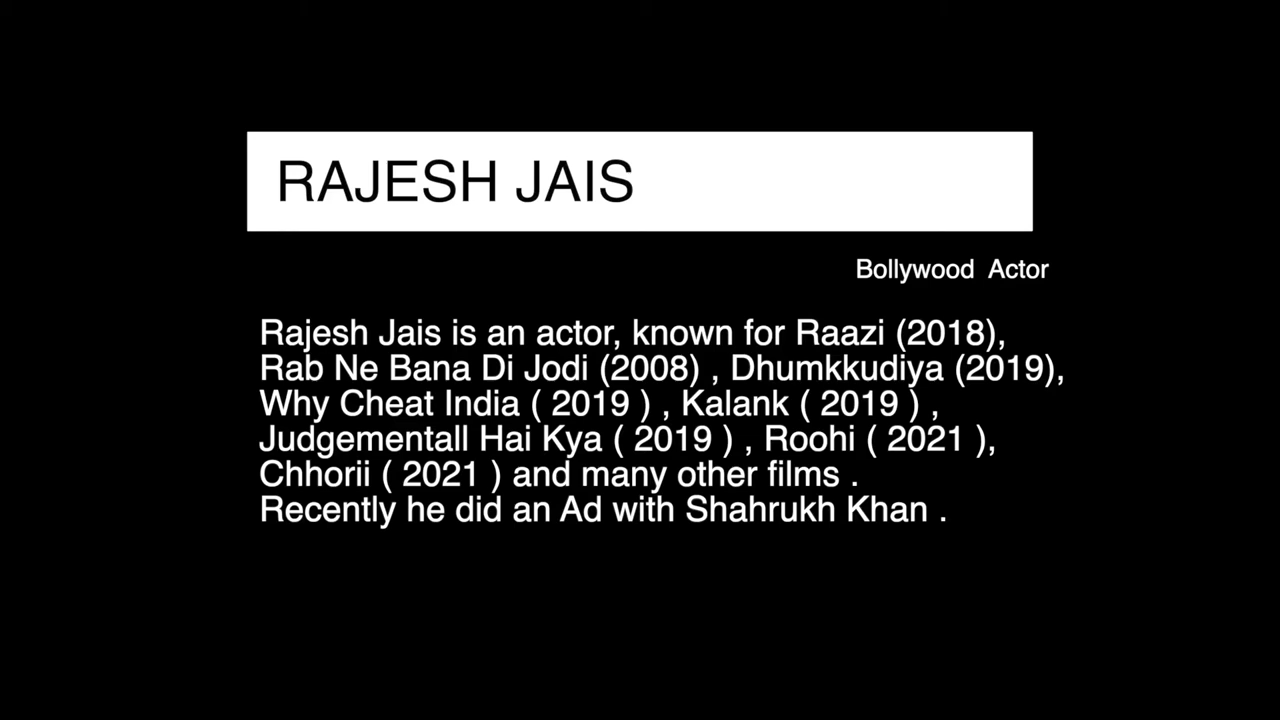 RAJESH JAIS
Bollywood Actor
Rajesh Jais is an actor, known for Raazi (2018),
Rab Ne Bana Di Jodi (2008) , Dhumkkudiya (2019),
Why Cheat India ( 2019 ) , Kalank ( 2019 ) ,
Judgementall Hai Kya ( 2019 ) , Roohi ( 2021 ),
Chhorii ( 2021 ) and many other films .
Recently he did an Ad with Shahrukh Khan .